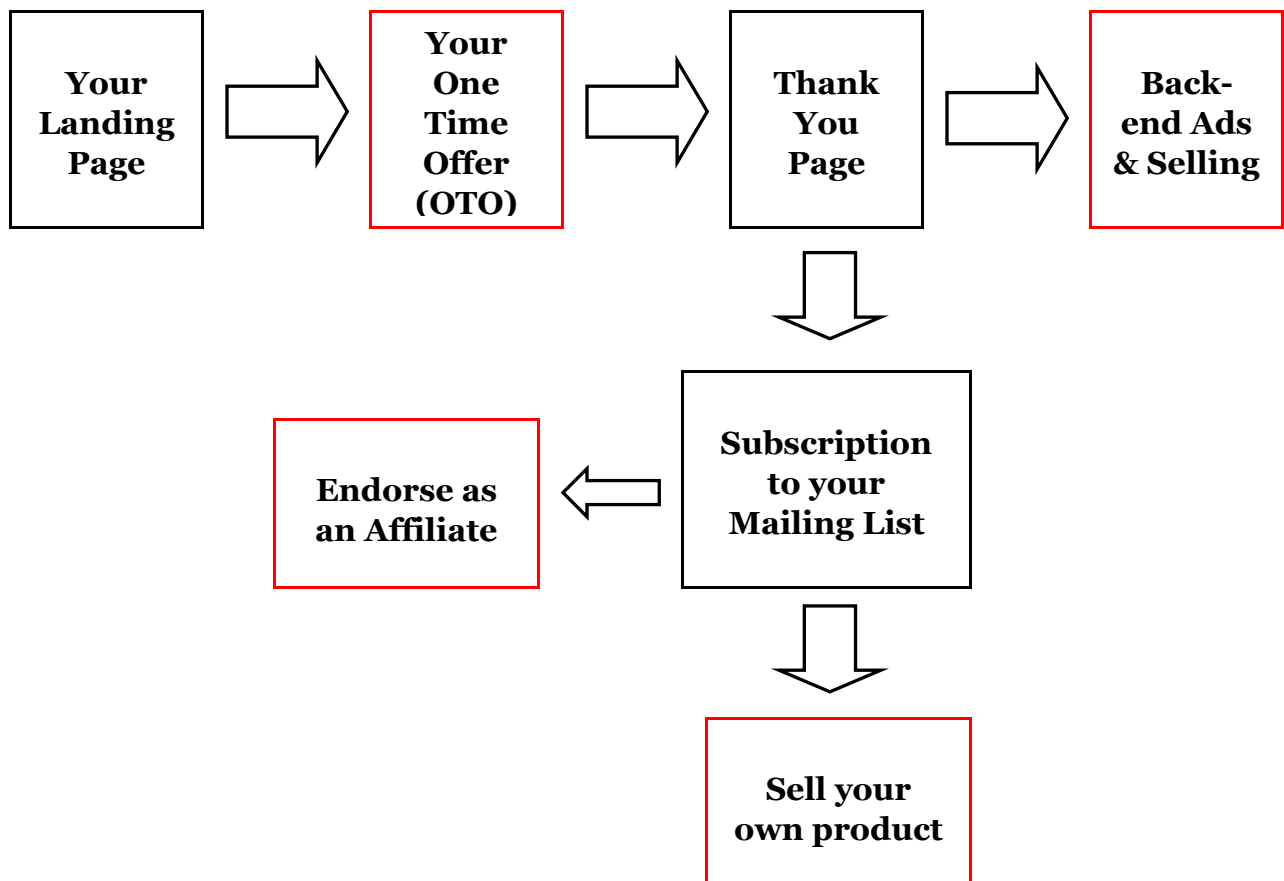 Your
Landing
Page
Your
One
Time
Offer
(OTO)
Thank
You
Page
Back-
end Ads
& Selling
Subscription
to your
Mailing List
Endorse as
an Affiliate
Sell your
own product